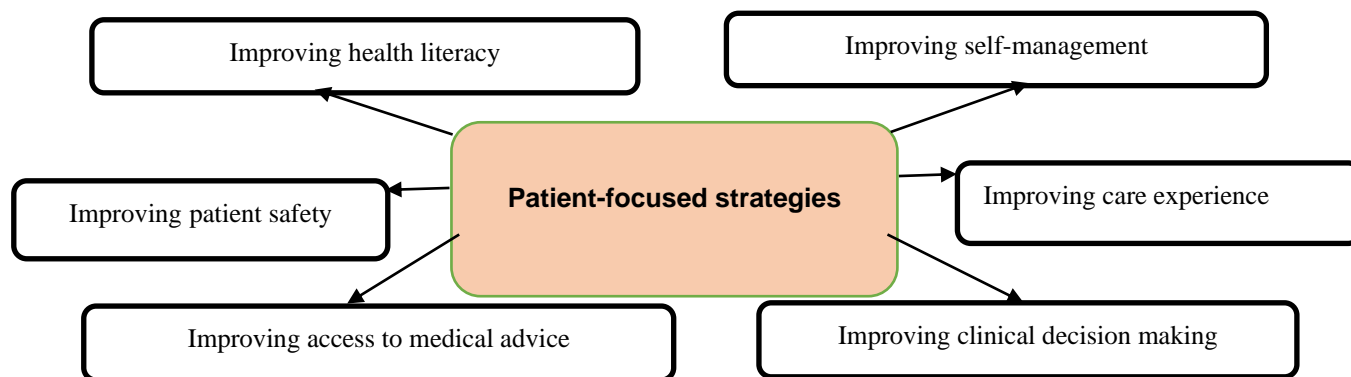 Improving health literacy
Improving self-management
Patient-focused strategies
Improving patient safety
Improving care experience
Improving access to medical advice
Improving clinical decision making